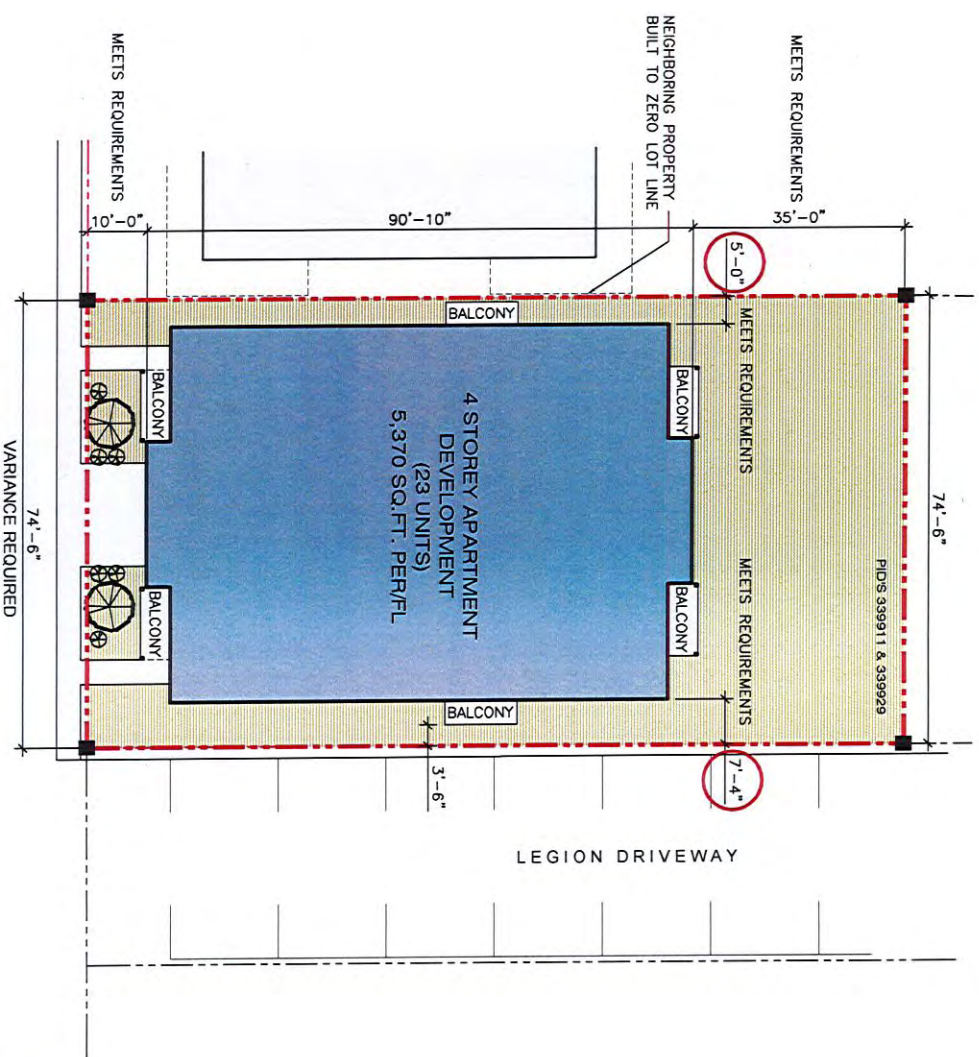 NEIGHBORING PROPERTY
BUILT TO ZERO LOT LINE
MEETS REQUIREMENTS
MEETS REQUIREMENTS
10'-0"
90'-10"
35'-0"
5'-0"
MEETS REQUIREMENTS
MEETS REQUIREMENTS
7'-4"
74'-6"
PID'S 339911 & 339929
BALCONY
BALCONY
BALCONY
BALCONY
BALCONY
BALCONY
4 STOREY APARTMENT
DEVELOPMENT
(23 UNITS)
5,370 SQ.FT. PER/FL
3'-6"
74'-6"
VARIANCE REQUIRED
LEGION DRIVEWAY